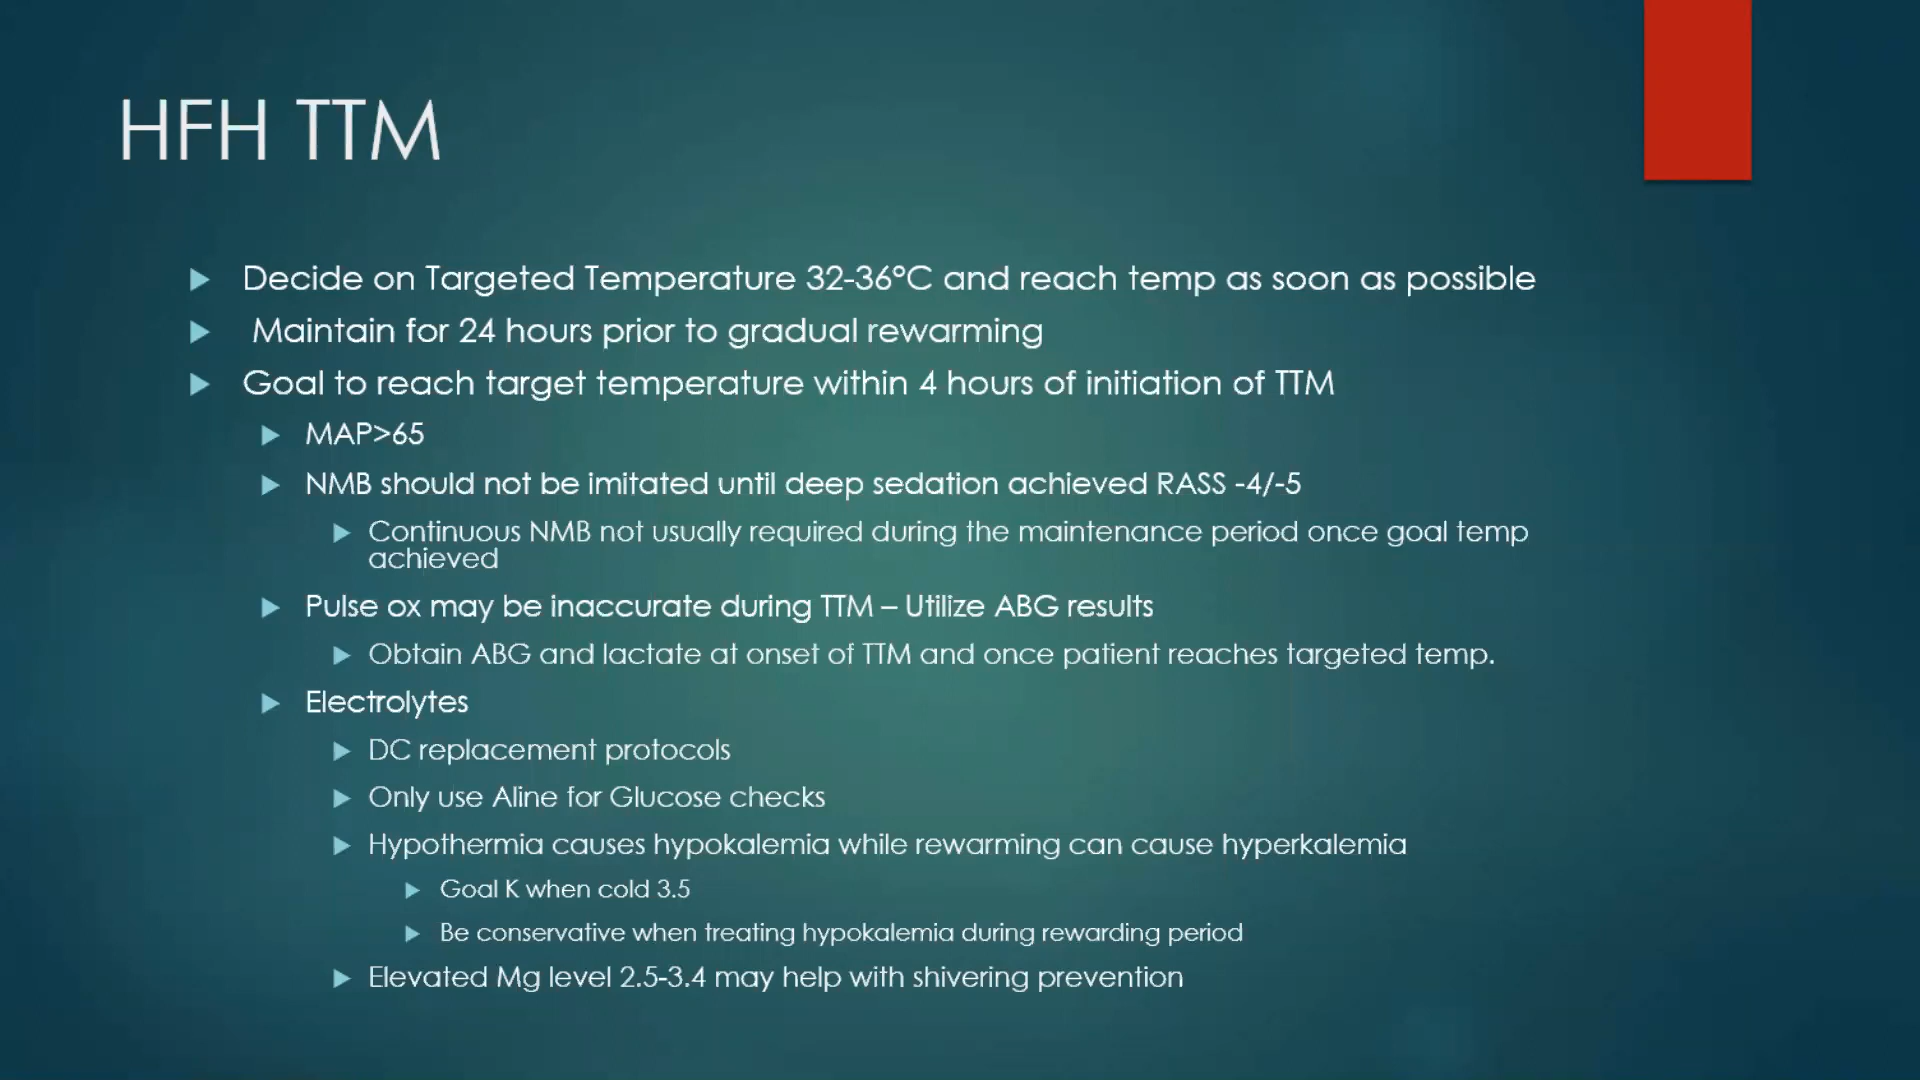 HFH TTM
Decide on Targeted Temperature 32-36°C and reach temp as soon as possible
Maintain for 24 hours prior to gradual rewarming
Goal to reach target temperature within 4 hours of initiation of TTM
MAP>65
NMB should not be imitated until deep sedation achieved RASS -4/-5
Continuous NMB not usually required during the maintenance period once goal temp
achieved
Pulse ox may be inaccurate during TTM – Utilize ABG results
Obtain ABG and lactate at onset of TTM and once patient reaches targeted temp.
Electrolytes
DC replacement protocols
Only use Aline for Glucose checks
Hypothermia causes hypokalemia while rewarming can cause hyperkalemia
Goal K when cold 3.5
Be conservative when treating hypokalemia during rewarding period
Elevated Mg level 2.5-3.4 may help with shivering prevention